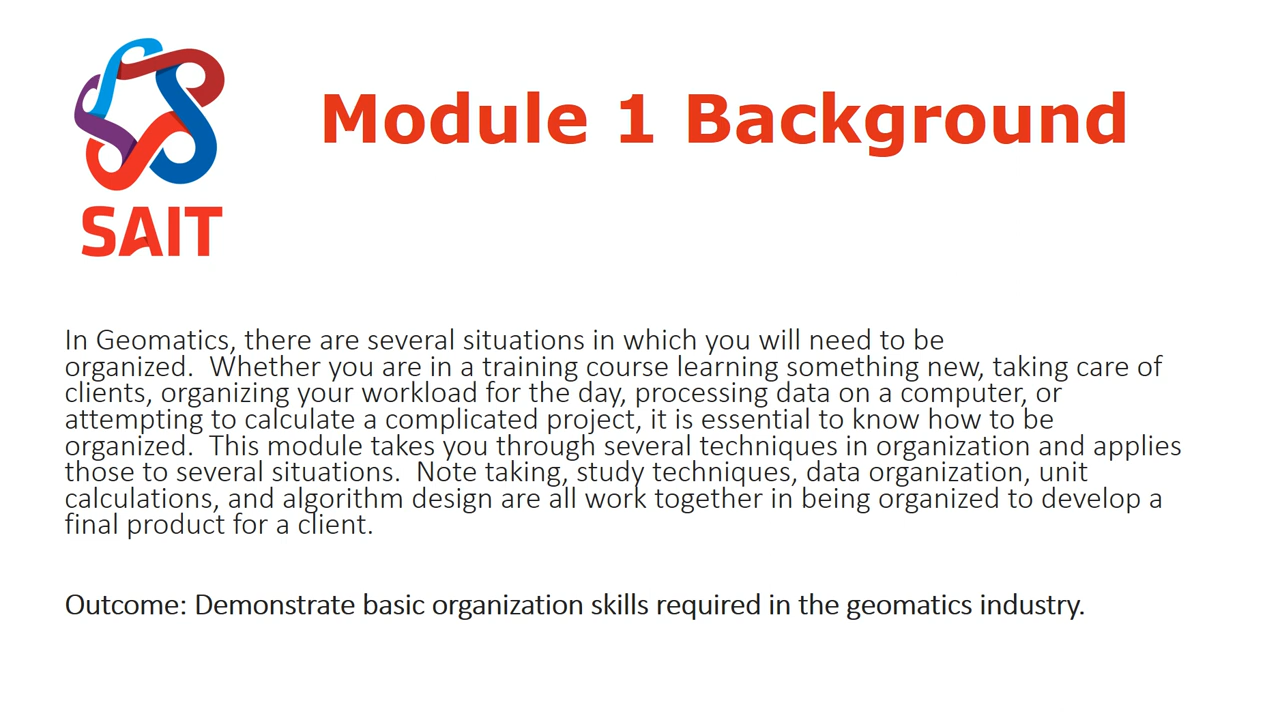 SAIT
Module 1 Background
In Geomatics, there are several situations in which you will need to be
organized.  Whether you are in a training course learning something new, taking care of
clients, organizing your workload for the day, processing data on a computer, or
attempting to calculate a complicated project, it is essential to know how to be
organized.  This module takes you through several techniques in organization and applies
those to several situations.  Note taking, study techniques, data organization, unit
calculations, and algorithm design are all work together in being organized to develop a
final product for a client.
Outcome: Demonstrate basic organization skills required in the geomatics industry.